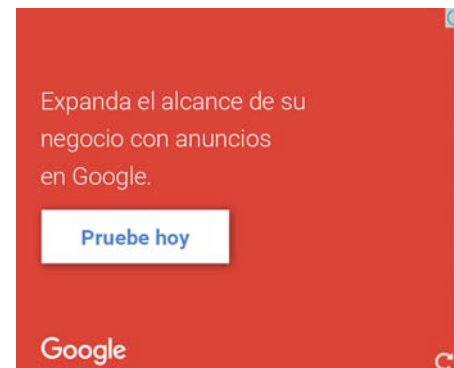 Expanda el alcance de su
negocio con anuncios
en Google.
Pruebe hoy
Google